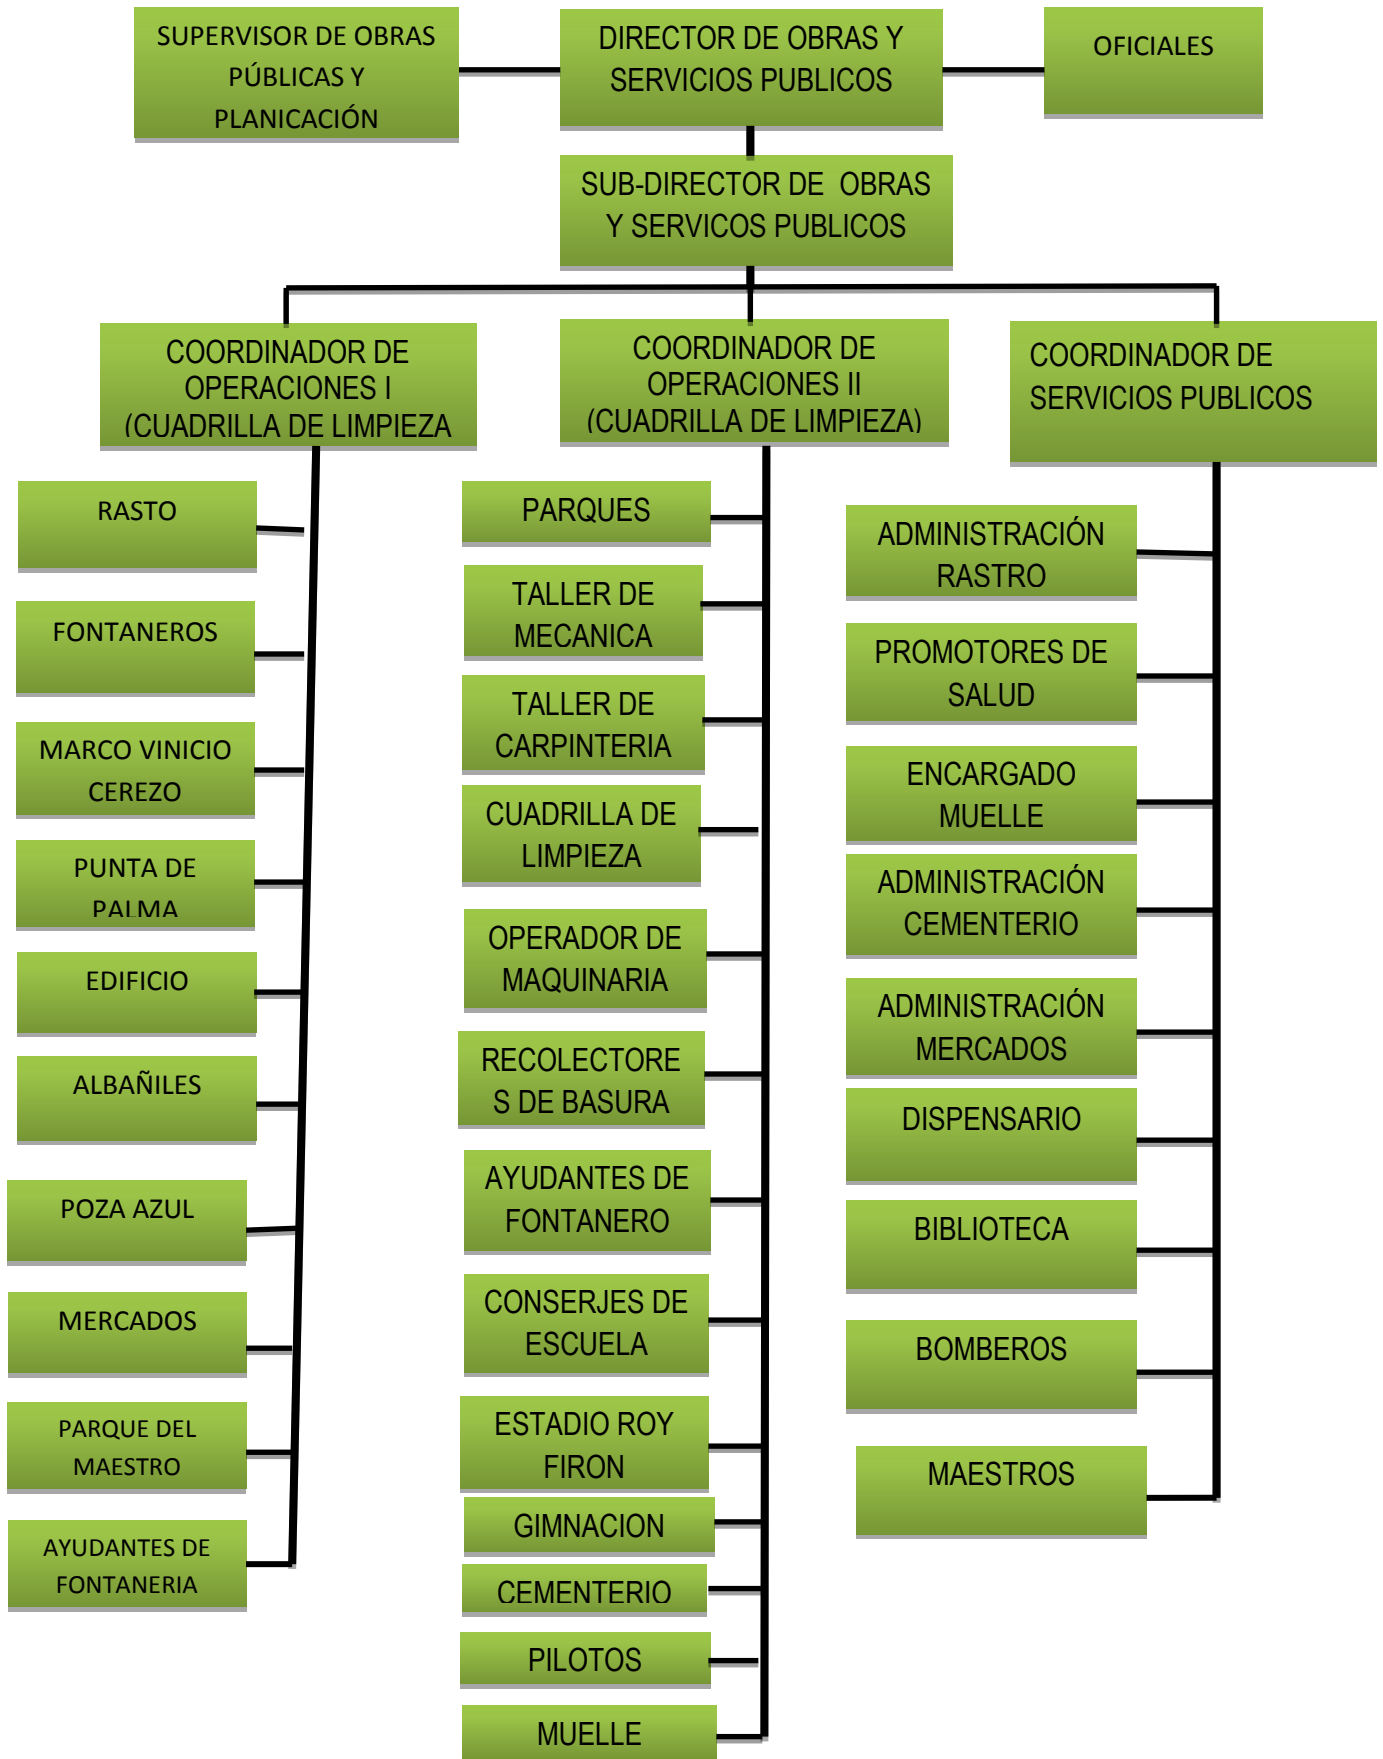 SUPERVISOR DE OBRAS
PÚBLICAS Y
PLANICACIÓN
DIRECTOR DE OBRAS Y
SERVICIOS PUBLICOS
OFICIALES
SUB-DIRECTOR DE OBRAS
Y SERVICOS PUBLICOS
COORDINADOR DE
OPERACIONES I
(CUADRILLA DE LIMPIEZA
COORDINADOR DE
OPERACIONES II
(CUADRILLA DE LIMPIEZA)
COORDINADOR DE
SERVICIOS PUBLICOS
RASTO
FONTANEROS
MARCO VINICIO
CEREZO
PUNTA DE
PALMA
EDIFICIO
ALBAÑILES
POZA AZUL
MERCADOS
PARQUE DEL
MAESTRO
AYUDANTES DE
FONTANERIA
PARQUES
TALLER DE
MECANICA
TALLER DE
CARPINTERIA
CUADRILLA DE
LIMPIEZA
OPERADOR DE
MAQUINARIA
RECOLECTORE
S DE BASURA
AYUDANTES DE
FONTANERO
CONSERJES DE
ESCUELA
ESTADIO ROY
FIRON
GIMNACION
CEMENTERIO
PILOTOS
MUELLE
ADMINISTRACIÓN
RASTRO
PROMOTORES DE
SALUD
ENCARGADO
MUELLE
ADMINISTRACIÓN
CEMENTERIO
ADMINISTRACIÓN
MERCADOS
DISPENSARIO
BIBLIOTECA
BOMBEROS
MAESTROS